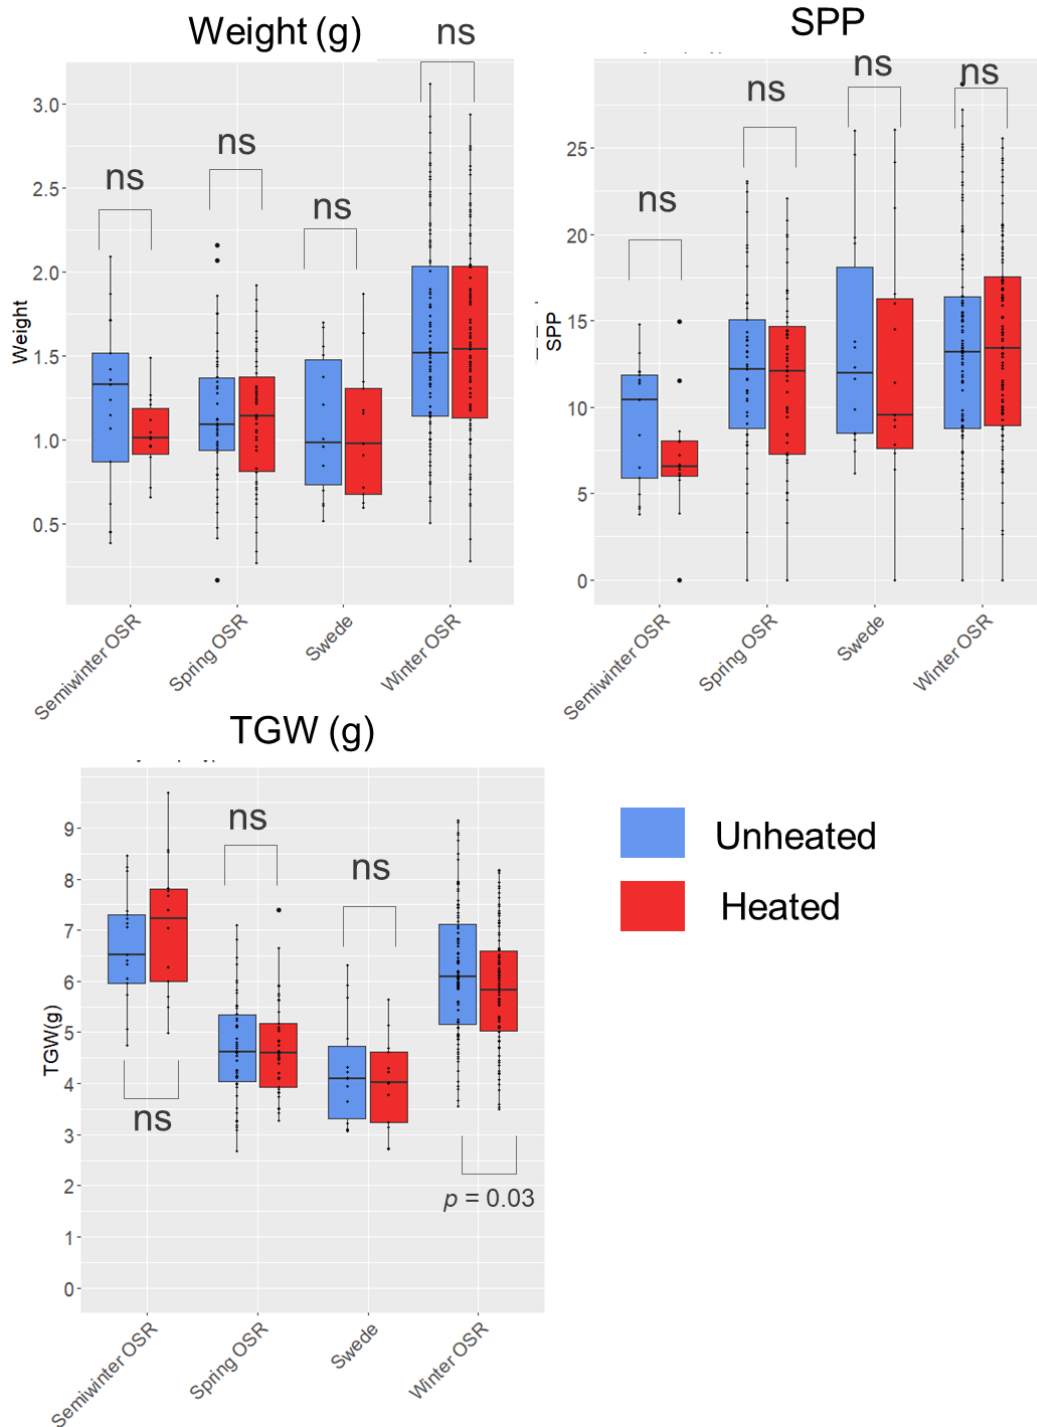 Weight (g)
ns
ns
ns
ns
3.0
2.5
2.0
1.5
1.0
0.5
Weight
Semiwinter OSR
Spring OSR
Swede
Winter OSR
SPP
ns
ns
ns
ns
25
20
15
10
5
0
SPP
Semiwinter OSR
Spring OSR
Swede
Winter OSR
TGW (g)
ns
ns
ns
p = 0.03
9
8
7
6
5
4
3
2
1
0
TGW(g)
Semiwinter OSR
Spring OSR
Swede
Winter OSR
Unheated
Heated